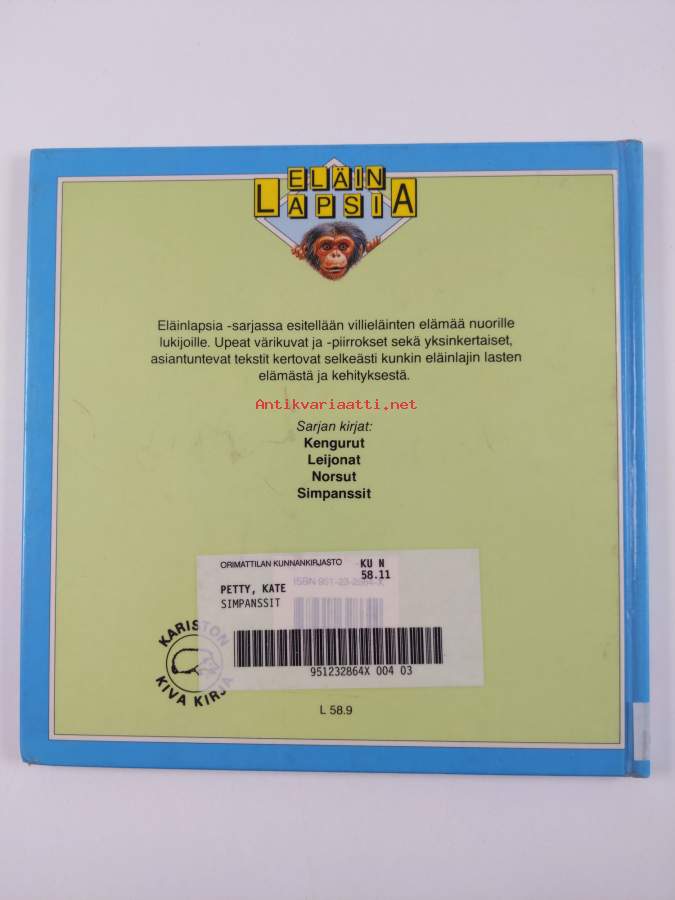 ELÄIN
LAPSIA
Eläinlapsia -sarjassa esitellään villieläinten elämää nuorille
lukijoille. Upeat värikuvat ja -piirrokset sekä yksinkertaiset,
asiantuntevat tekstit kertovat selkeästi kunkin eläinlajin lasten
elämästä ja kehityksestä.
Antikvariaatti.net
Sarjan kirjat:
Kengurut
Leijonat
Norsut
Simpanssit
ORIMATTILAN KUNNANKIRJASTO
KU N
58.11
PETTY, KATE
SIMPANSSIT
KARISTON
KIVA KIRJA
951232864X 004 03
L 58.9